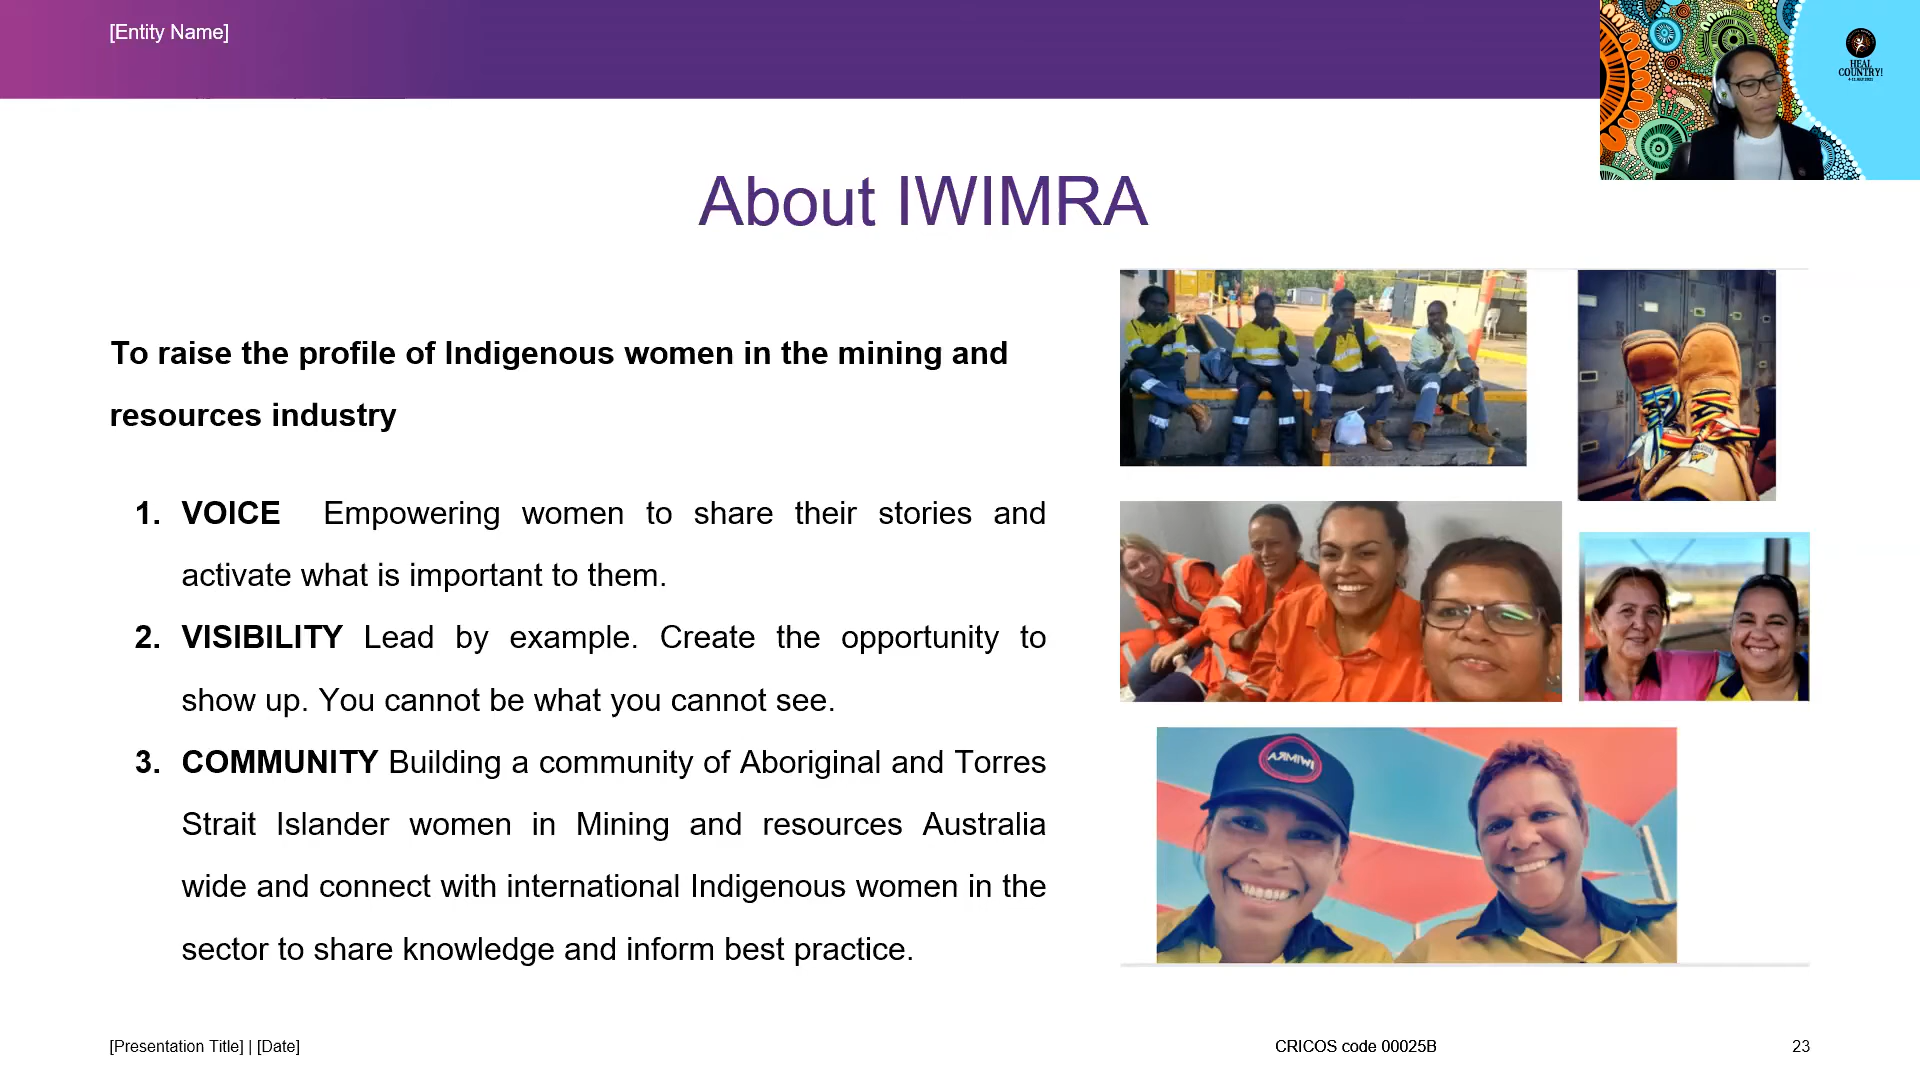 [Entity Name]
HEAL
COUNTRY!
About IWIMRA
To raise the profile of Indigenous women in the mining and
resources industry
1. VOICE Empowering women to share their stories and
activate what is important to them.
2. VISIBILITY Lead by example. Create the opportunity to
show up. You cannot be what you cannot see.
3. COMMUNITY Building a community of Aboriginal and Torres
Strait Islander women in Mining and resources Australia
wide and connect with international Indigenous women in the
sector to share knowledge and inform best practice.
IWIMRA
[Presentation Title] | [Date]
CRICOS code 00025B
23